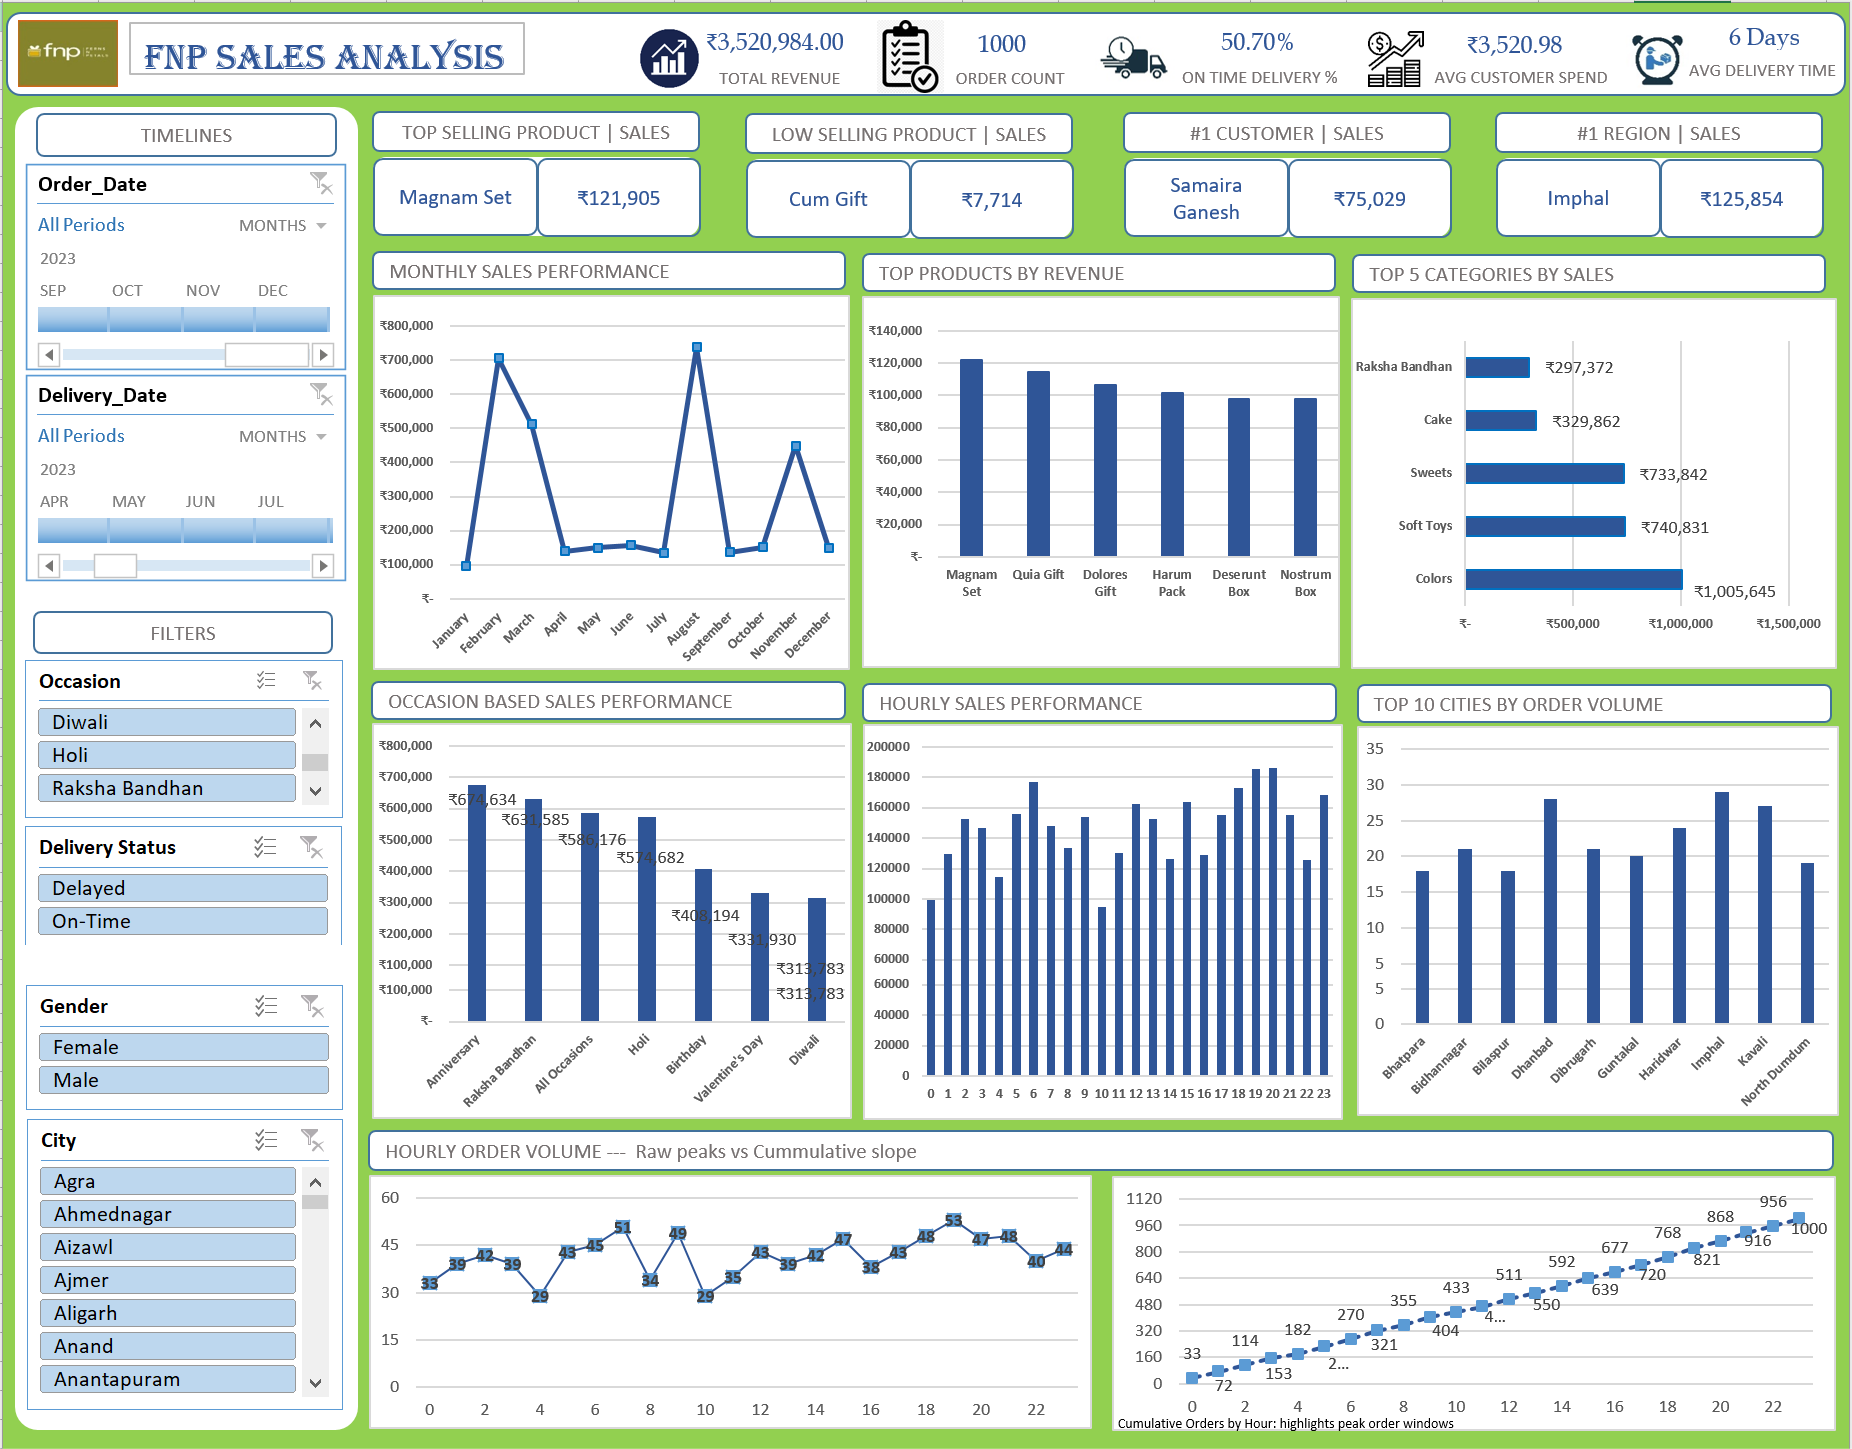 fnp
FNP SALES ANALYSIS
₹3,520,984.00
TOTAL REVENUE
1000
ORDER COUNT
50.70%
ON TIME DELIVERY %
₹3,520.98
AVG CUSTOMER SPEND
6 Days
AVG DELIVERY TIME
TIMELINES
Order_Date
All Periods MONTHS
2023
SEP OCT NOV DEC
Delivery_Date
All Periods MONTHS
2023
APR MAY JUN JUL
FILTERS
Occasion
Diwali
Holi
Raksha Bandhan
Delivery Status
Delayed
On-Time
Gender
Female
Male
City
Agra
Ahmednagar
Aizawl
Ajmer
Aligarh
Anand
Anantapuram
TOP SELLING PRODUCT | SALES
Magnam Set ₹121,905
LOW SELLING PRODUCT | SALES
Cum Gift ₹7,714
#1 CUSTOMER | SALES
Samaira
Ganesh
₹75,029
#1 REGION | SALES
Imphal ₹125,854
MONTHLY SALES PERFORMANCE
₹800,000
₹700,000
₹600,000
₹500,000
₹400,000
₹300,000
₹200,000
₹100,000
₹-
January February March April May June July August September October November December
TOP PRODUCTS BY REVENUE
₹140,000
₹120,000
₹100,000
₹80,000
₹60,000
₹40,000
₹20,000
₹-
Magnam Quia Gift Dolores Harum Deserunt Nostrum
Set Gift Pack Box Box
TOP 5 CATEGORIES BY SALES
Raksha Bandhan ₹297,372
Cake ₹329,862
Sweets ₹733,842
Soft Toys ₹740,831
Colors ₹1,005,645
₹- ₹500,000 ₹1,000,000 ₹1,500,000
OCCASION BASED SALES PERFORMANCE
₹800,000
₹700,000
₹600,000
₹500,000
₹400,000
₹300,000
₹200,000
₹100,000
₹100,000
₹-
₹674,634
₹631,585
₹586,176
₹574,682
₹408,194
₹331,930
₹313,783
₹313,783
Anniversary Raksha Bandhan All Occasions Holi Birthday Valentine's Day Diwali
HOURLY SALES PERFORMANCE
200000
180000
160000
140000
120000
100000
80000
60000
60000
40000
20000
0
0 1 2 3 4 5 6 7 8 9 10 11 12 13 14 15 16 17 18 19 20 21 22 23
TOP 10 CITIES BY ORDER VOLUME
35
30
25
20
15
10
5
5
0
Bhatpara Bidhannagar Bilaspur Dhanbad Dibrugarh Guntakal Haridwar Imphal Kavali North Dumdum
HOURLY ORDER VOLUME --- Raw peaks vs Cummulative slope
60
45
30
15
0
33 39 42 39 29 43 45 51 34 49 29 35 43 39 42 47 38 43 48 53 47 48 40 44
0 2 4 6 8 10 12 14 16 18 20 22
1120
960
800
640
480
320
160
0
33 72 114 153 182 2... 270 321 355 404 433 4... 511 550 592 639 677 720 768 821 868 916 956 1000
0 2 4 6 8 10 12 14 16 18 20 22
Cumulative Orders by Hour: highlights peak order windows